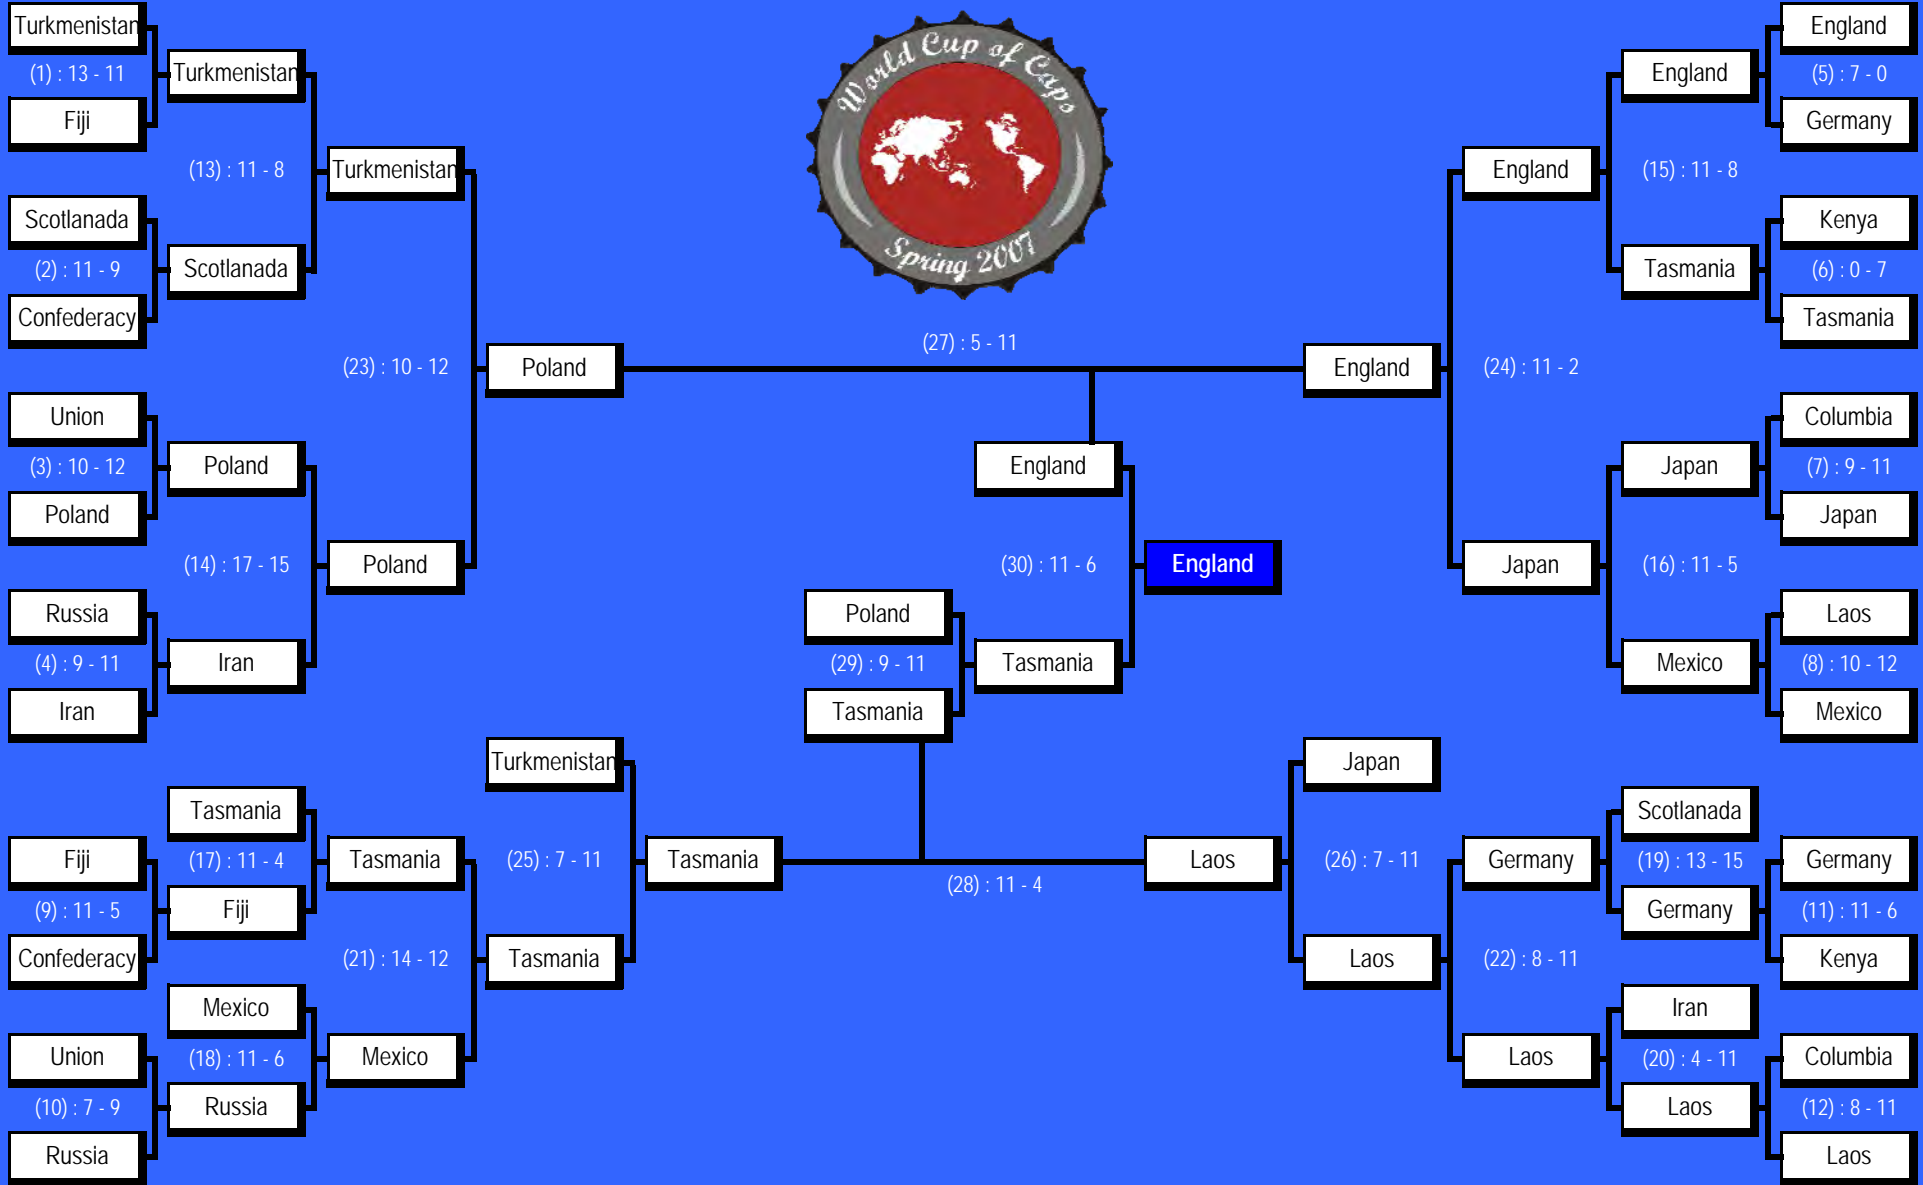 Turkmenistan
(1) : 13 - 11
Fiji
Turkmenistan
(13) : 11 - 8
Scotlanada
(2) : 11 - 9
Confederacy
Scotlanada
Turkmenistan
(23) : 10 - 12
Union
(3) : 10 - 12
Poland
Poland
(14) : 17 - 15
Russia
(4) : 9 - 11
Iran
Iran
Poland
Poland
World Cup of Caps
Spring 2007
(27) : 5 - 11
England
England
(5) : 7 - 0
Germany
England
(15) : 11 - 8
Kenya
(6) : 0 - 7
Tasmania
Tasmania
England
(24) : 11 - 2
Columbia
(7) : 9 - 11
Japan
Japan
(16) : 11 - 5
Laos
(8) : 10 - 12
Mexico
Mexico
Japan
England
(30) : 11 - 6
England
Poland
(29) : 9 - 11
Tasmania
Tasmania
Turkmenistan
(25) : 7 - 11
Tasmania
Tasmania
Tasmania
(17) : 11 - 4
Fiji
Tasmania
Fiji
(9) : 11 - 5
Confederacy
(21) : 14 - 12
Mexico
(18) : 11 - 6
Russia
Mexico
Union
(10) : 7 - 9
Russia
(28) : 11 - 4
Laos
Japan
(26) : 7 - 11
Laos
Germany
(22) : 8 - 11
Laos
Scotlanada
(19) : 13 - 15
Germany
Germany
(11) : 11 - 6
Kenya
Iran
(20) : 4 - 11
Laos
Columbia
(12) : 8 - 11
Laos